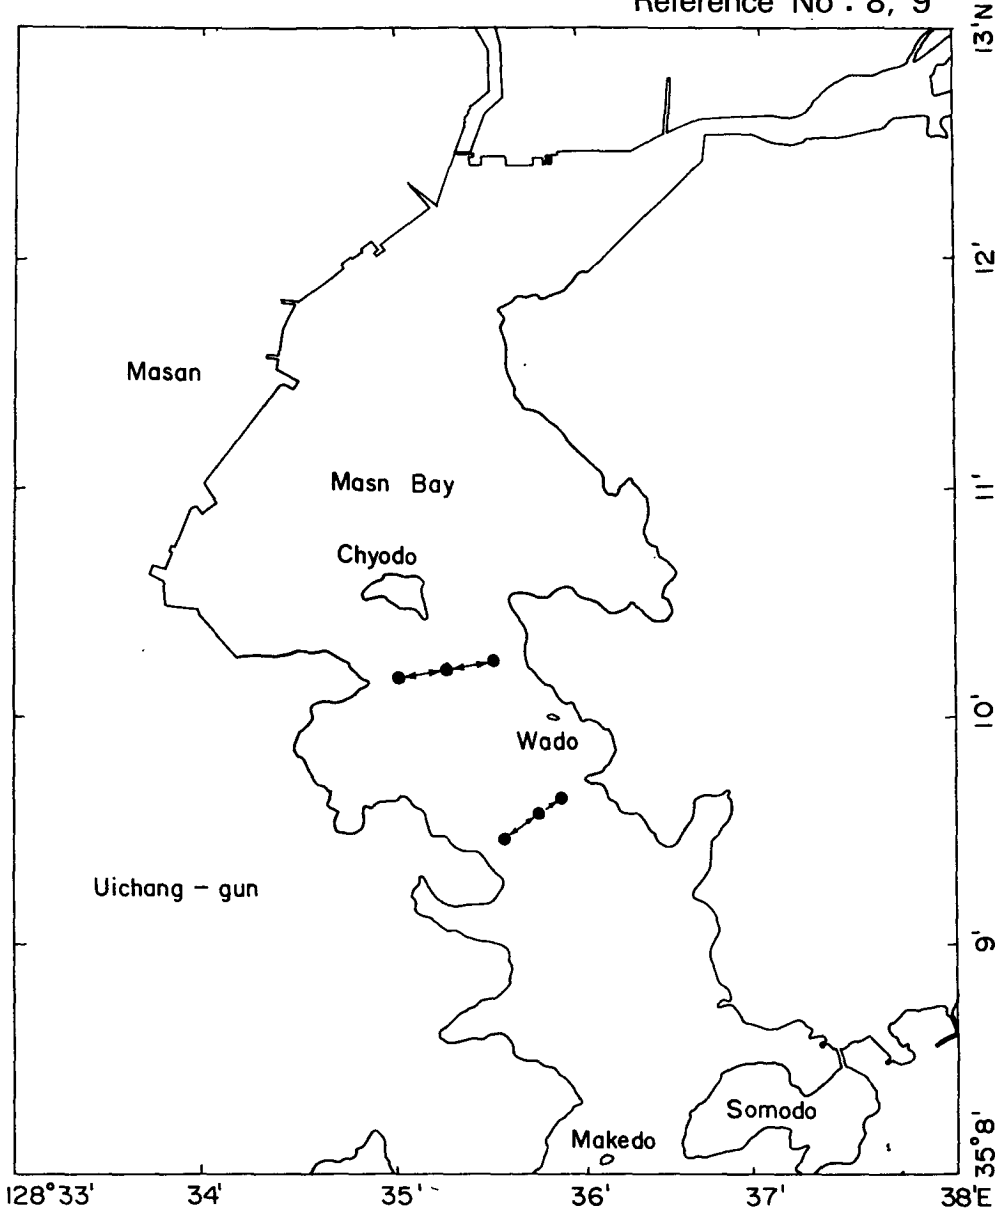 Reference No : 8, 9
13'N
12'
Masan
11'
Masn Bay
Chyodo
10'
Wado
Uichang - gun
9'
Somodo
Makedo
35°8'
128°33'
34'
35'
36'
37'
38'E